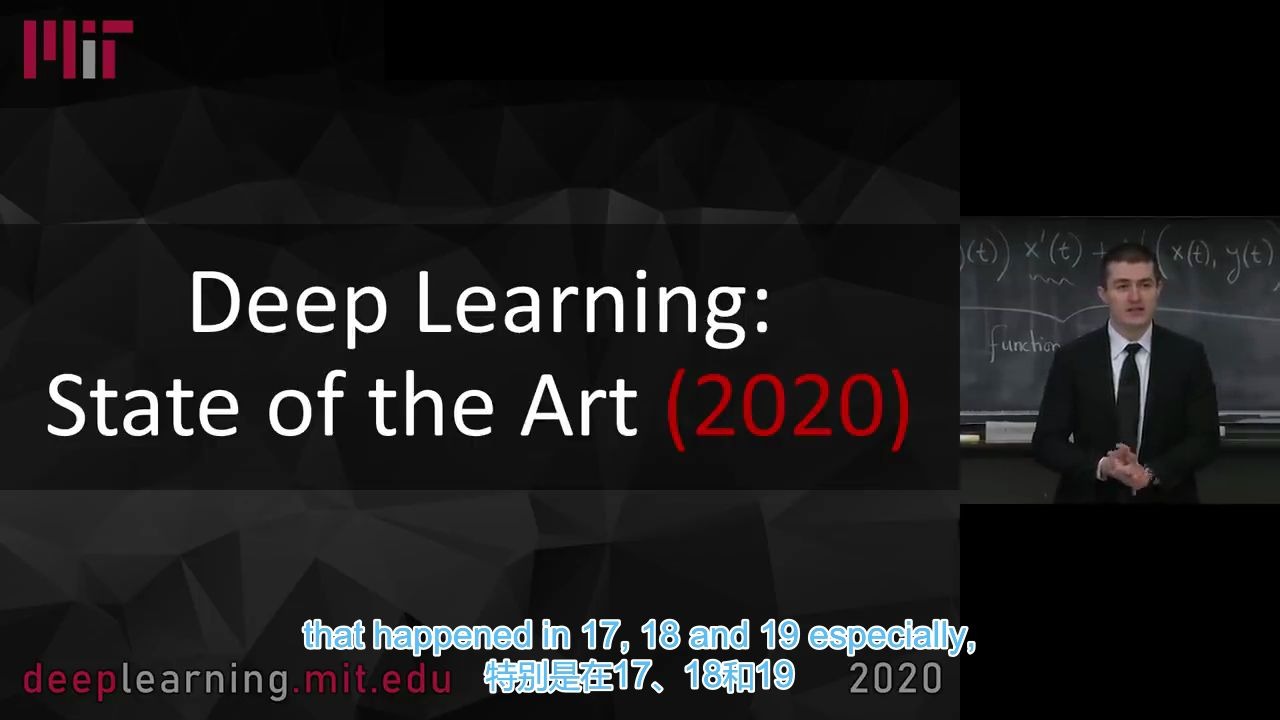 MIT
Deep Learning:
State of the Art (2020)
(t)) x'(t) + (x(t), y(t)
function
that happened in 17, 18 and 19 especially,
特别是在17、18和19
deeplearning.mit.edu
2020